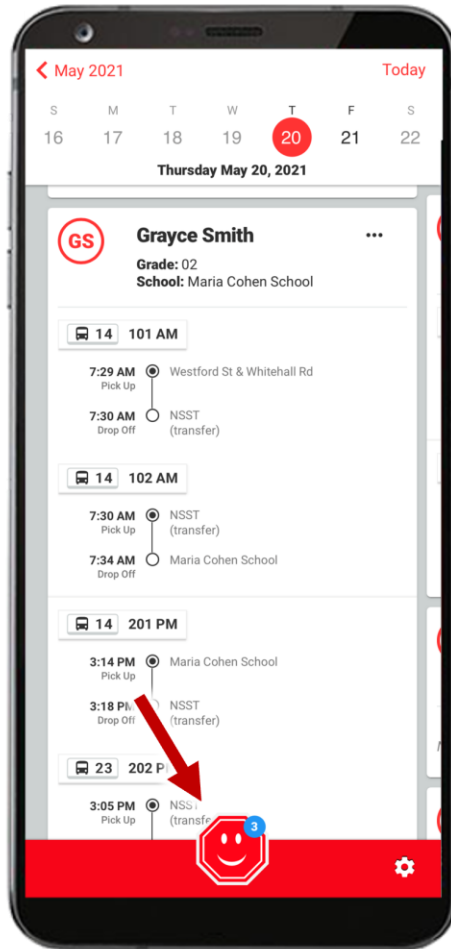 May 2021 Today
S M T W T F S
16 17 18 19 20 21 22
Thursday May 20, 2021
GS Grayce Smith
Grade: 02
School: Maria Cohen School
14 101 AM
7:29 AM Westford St & Whitehall Rd
Pick Up
7:30 AM NSST
Drop Off (transfer)
14 102 AM
7:30 AM NSST
Pick Up (transfer)
7:34 AM Maria Cohen School
Drop Off
14 201 PM
3:14 PM Maria Cohen School
Pick Up
3:18 PM NSST
Drop Off (transfer)
23 202
3:05 PM NSST
Pick Up
3